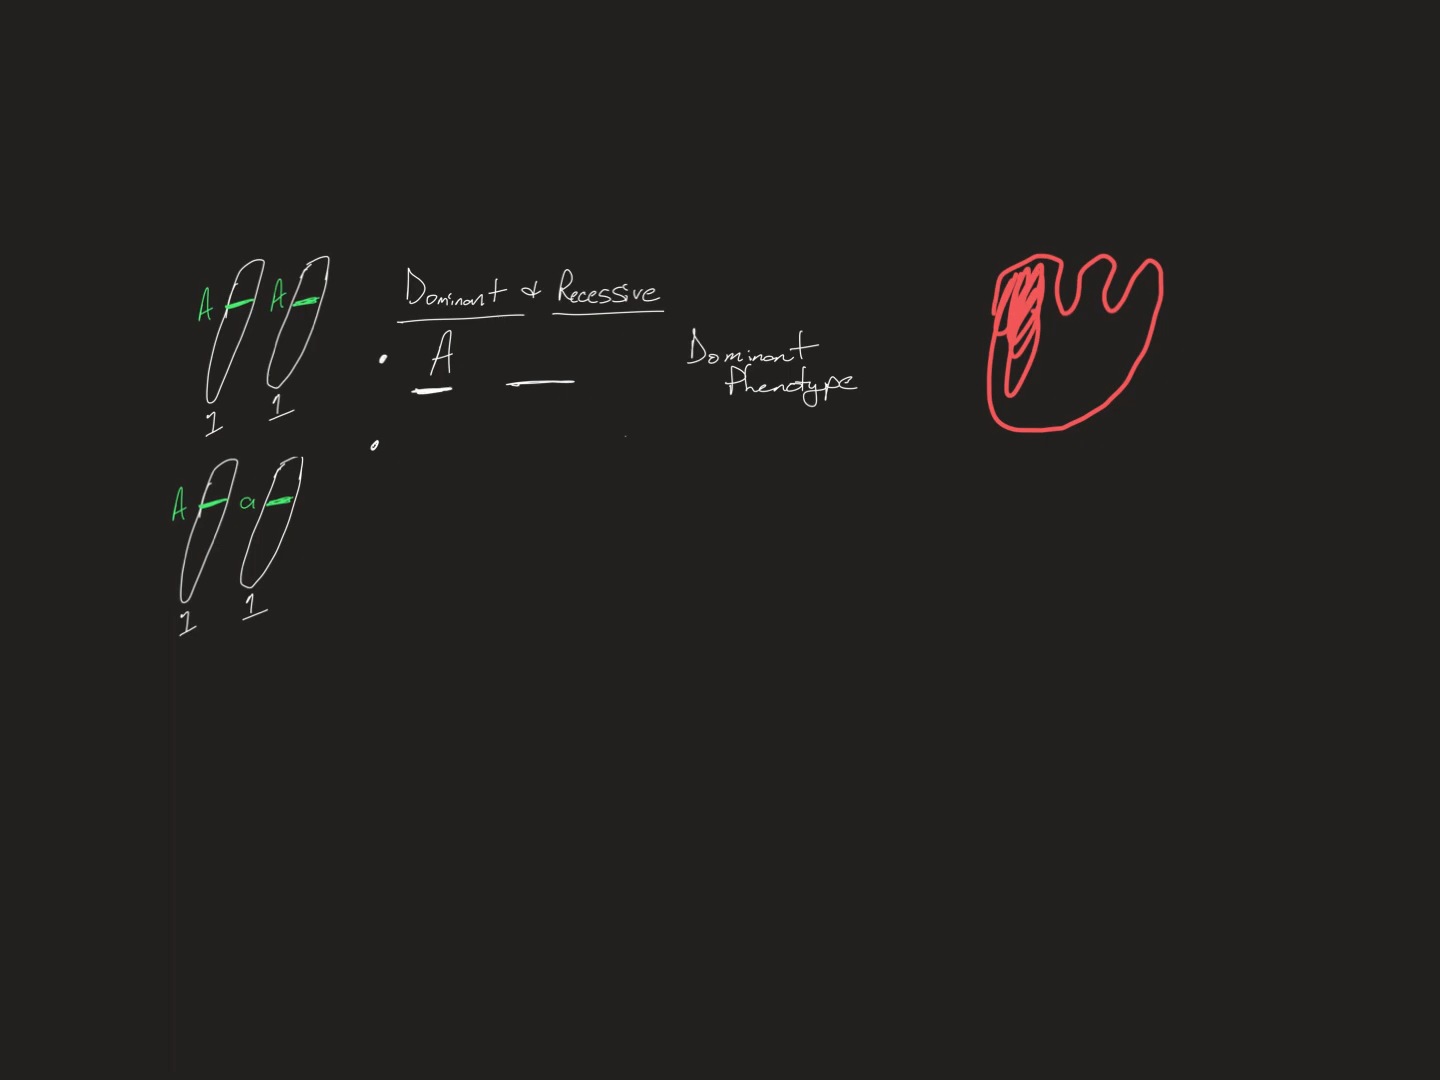 A A
Dominant & Recessive
A
Dominant
Phenotype
1 1
A a
1 1